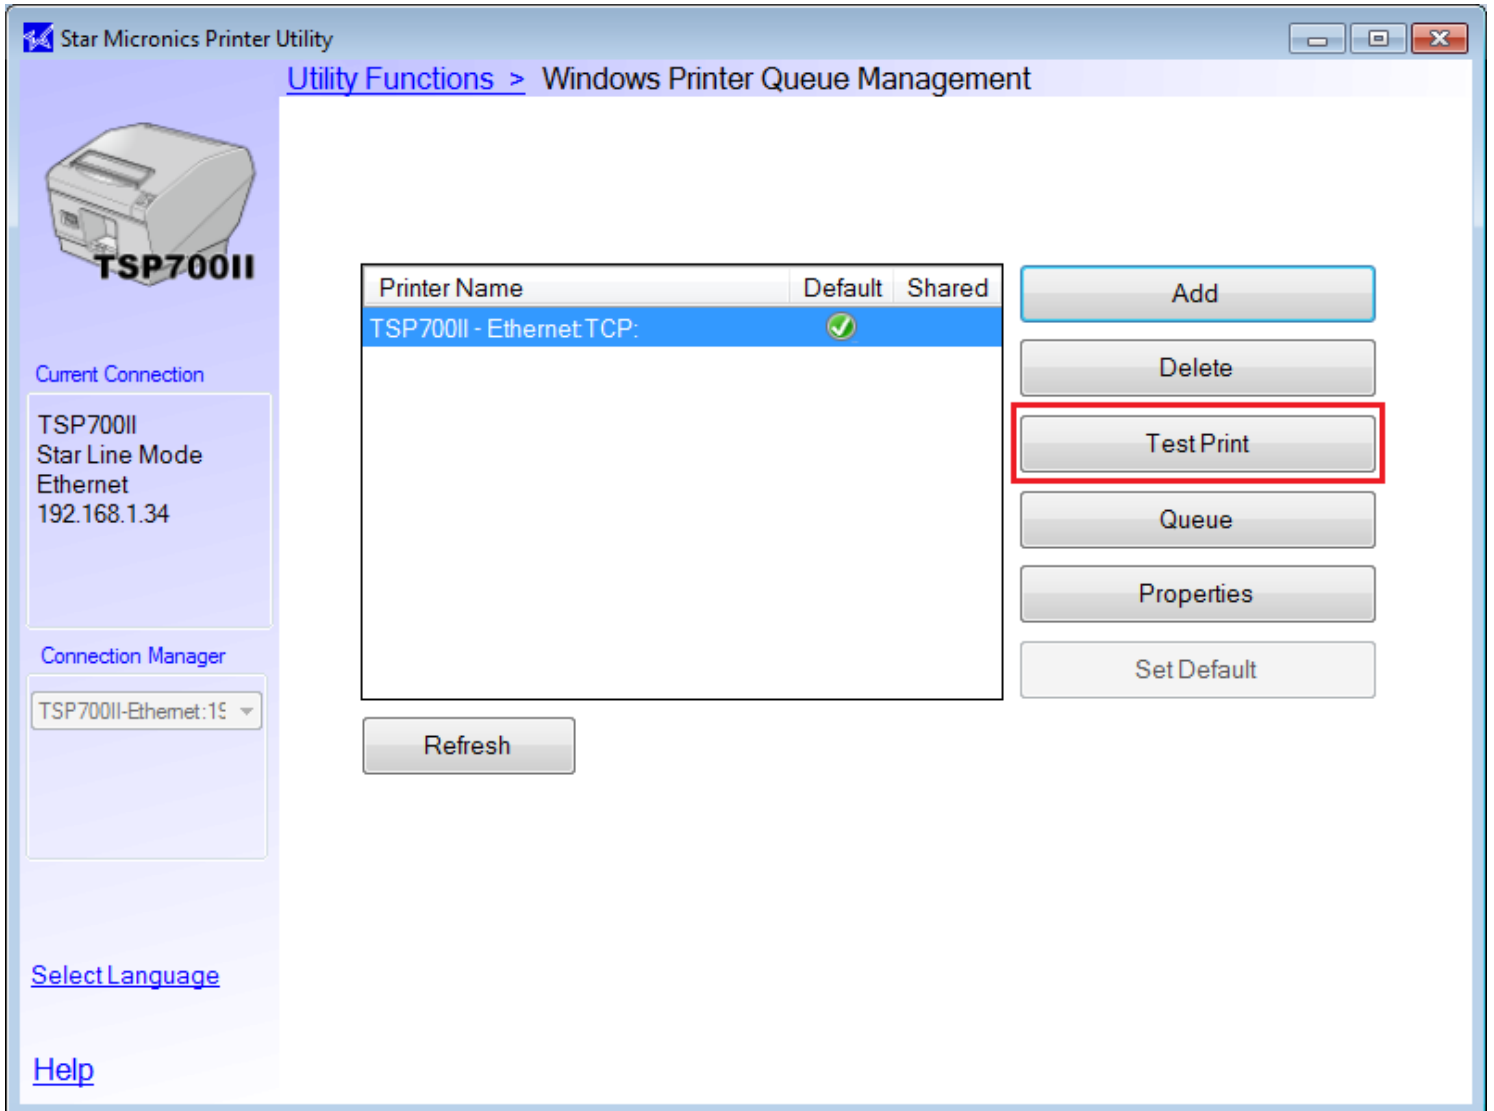 Star Micronics Printer Utility
Utility Functions > Windows Printer Queue Management
TSP700II
Current Connection
TSP700II
Star Line Mode
Ethernet
192.168.1.34
Connection Manager
TSP700II-Ethernet:19
Select Language
Help
Printer Name Default Shared
TSP700II - Ethernet:TCP:
Refresh
Add
Delete
Test Print
Queue
Properties
Set Default